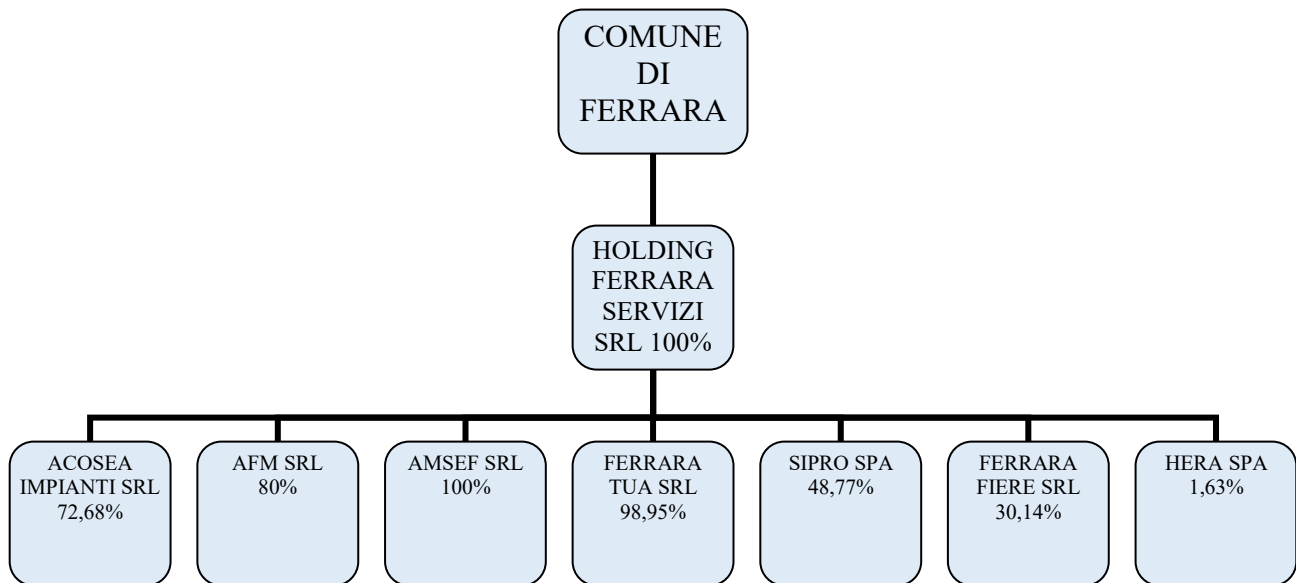 COMUNE
DI
FERRARA
HOLDING
FERRARA
SERVIZI
SRL 100%
ACOSEA
IMPIANTI SRL
72,68%
AFM SRL
80%
AMSEF SRL
100%
FERRARA
TUA SRL
98,95%
SIPRO SPA
48,77%
FERRARA
FIERE SRL
30,14%
HERA SPA
1,63%